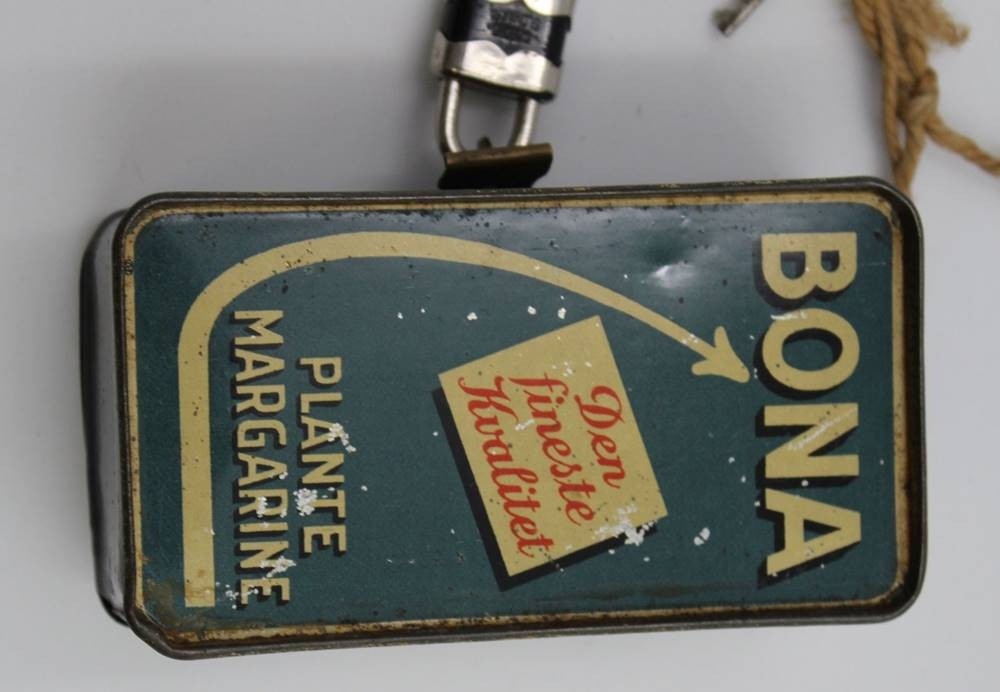 BONA
Den
fineste
Kvalitet
PLANTE
MARGARINE